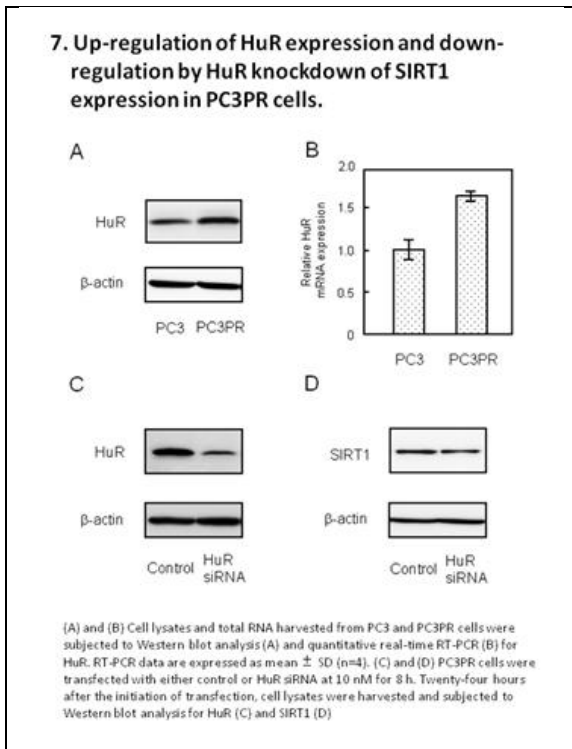 7. Up-regulation of HuR expression and down-
regulation by HuR knockdown of SIRT1
expression in PC3PR cells.
A
B
HuR
β-actin
PC3 PC3PR
Relative HuR
mRNA expression
2.0
1.5
1.0
0.5
0
PC3 PC3PR
C
D
HuR
β-actin
Control HuR
siRNA
SIRT1
β-actin
Control HuR
siRNA
(A) and (B) Cell lysates and total RNA harvested from PC3 and PC3PR cells were
subjected to Western blot analysis (A) and quantitative real-time RT-PCR (B) for
HuR. RT-PCR data are expressed as mean ± SD (n=4). (C) and (D) PC3PR cells were
transfected with either control or HuR siRNA at 10 nM for 8 h. Twenty-four hours
after the initiation of transfection, cell lysates were harvested and subjected to
Western blot analysis for HuR (C) and SIRT1 (D)